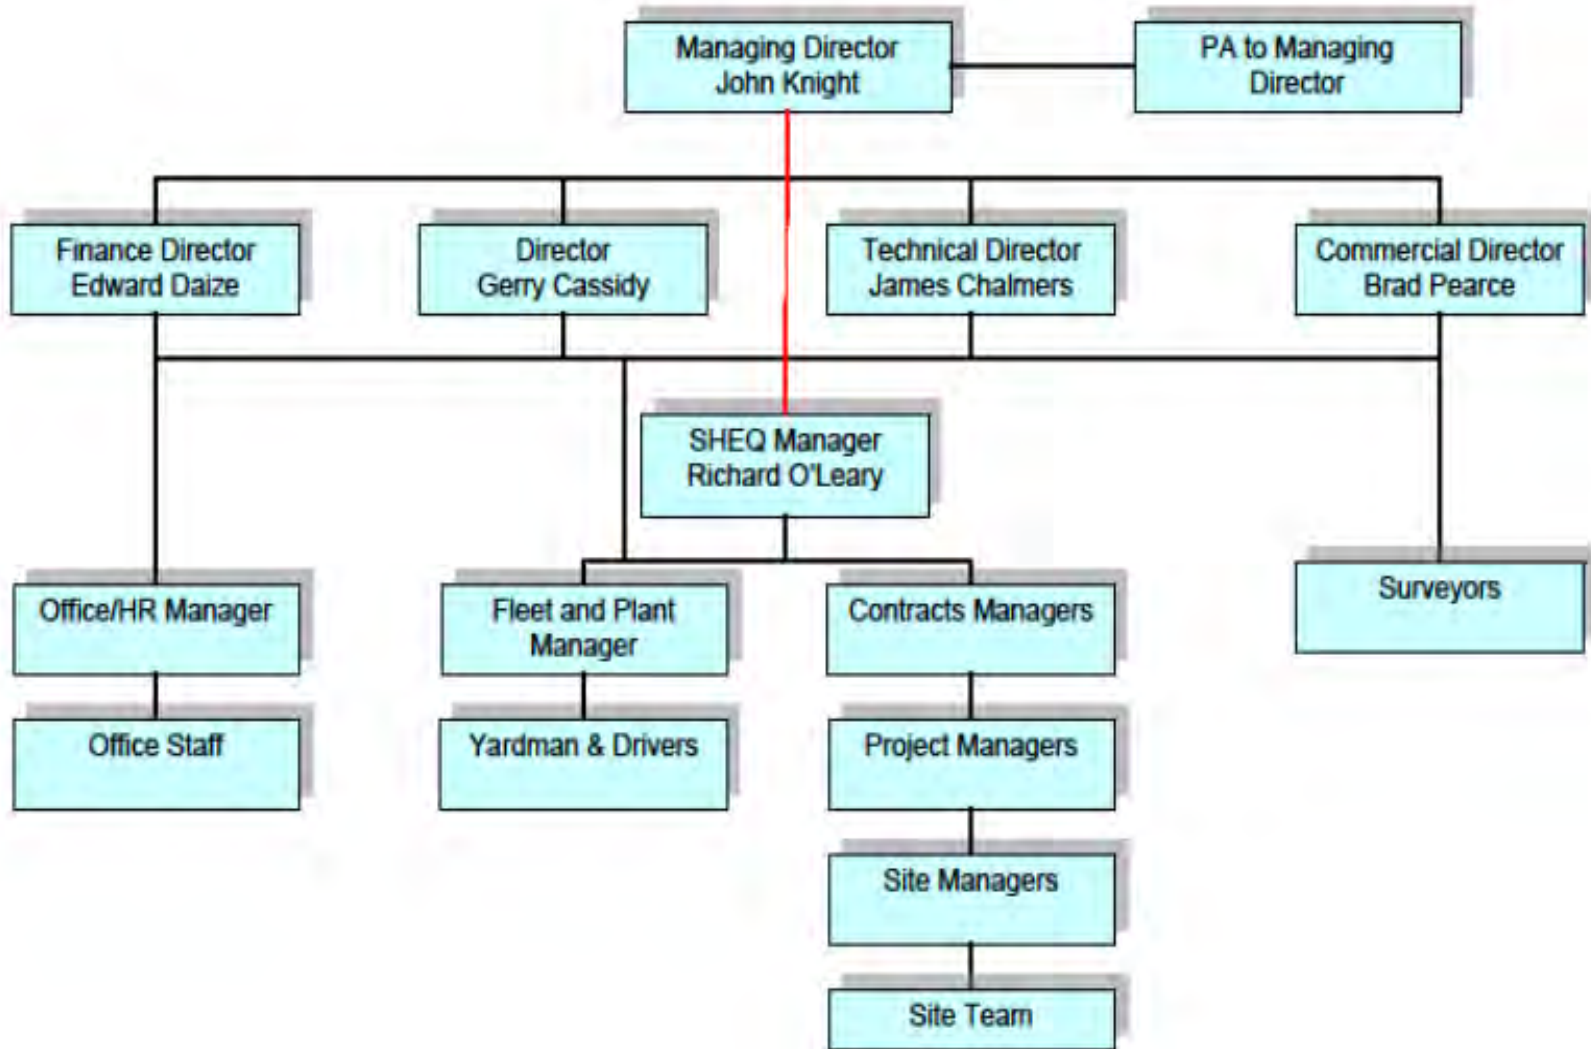 Managing Director
John Knight
PA to Managing
Director
Finance Director
Edward Daize
Director
Gerry Cassidy
Technical Director
James Chalmers
Commercial Director
Brad Pearce
SHEQ Manager
Richard O'Leary
Office/HR Manager
Fleet and Plant
Manager
Contracts Managers
Surveyors
Office Staff
Yardman & Drivers
Project Managers
Site Managers
Site Team